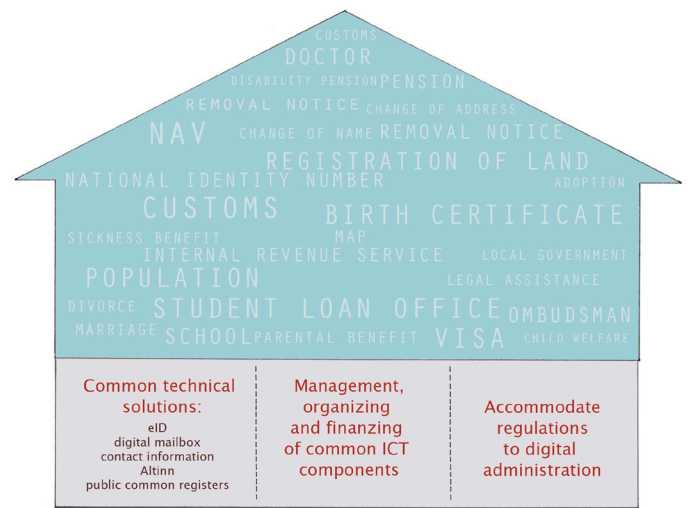 CUSTOMS
DOCTOR
DISABILITY PENSION PENSION
REMOVAL NOTICE CHANGE OF ADDRESS
NAV CHANGE OF NAME REMOVAL NOTICE
REGISTRATION OF LAND
NATIONAL IDENTITY NUMBER ADOPTION
CUSTOMS BIRTH CERTIFICATE
SICKNESS BENEFIT MAP
INTERNAL REVENUE SERVICE LOCAL GOVERNMENT
POPULATION LEGAL ASSISTANCE
DIVORCE STUDENT LOAN OFFICE OMBUDSMAN
MARRIAGE SCHOOL PARENTAL BENEFIT VISA CHILD WELFARE
Common technical
solutions:
eID
digital mailbox
contact information
Altinn
public common registers
Management,
organizing
and finanzing
of common ICT
components
Accommodate
regulations
to digital
administration